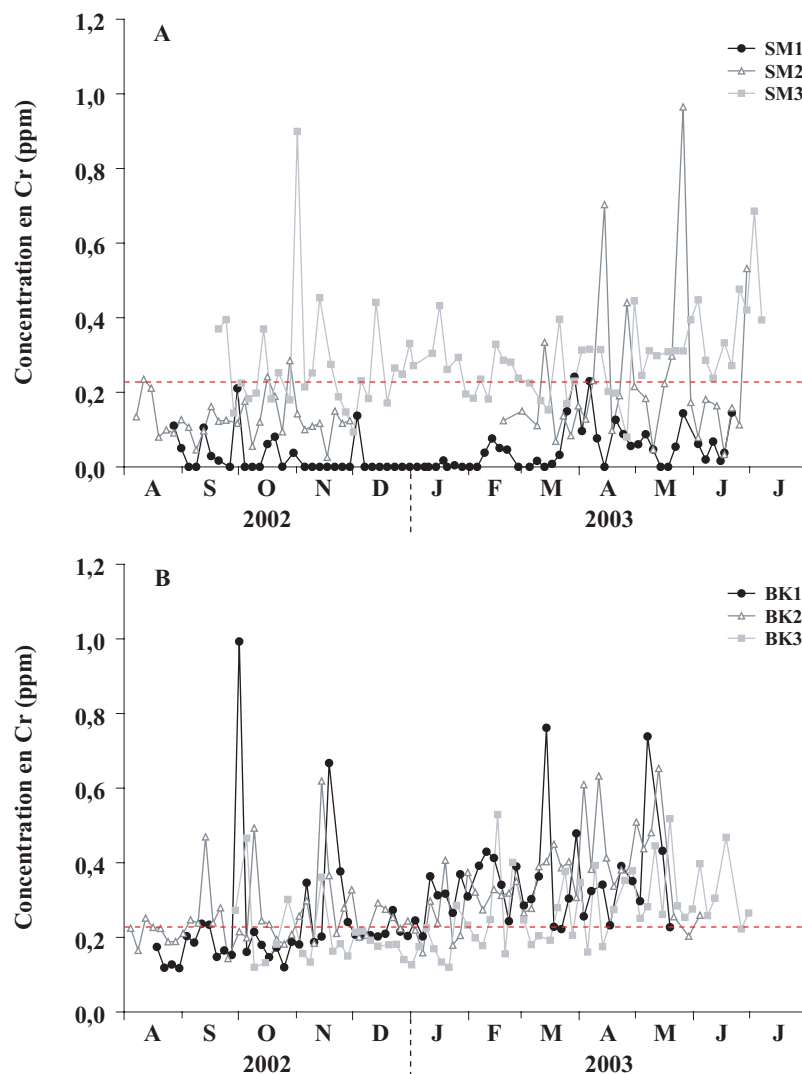 A
SM1
SM2
SM3
Concentration en Cr (ppm)
1,2
1,0
0,8
0,6
0,4
0,2
0,0
A S O N D J F M A M J J
2002 2003
B
BK1
BK2
BK3
Concentration en Cr (ppm)
1,2
1,0
0,8
0,6
0,4
0,2
0,0
A S O N D J F M A M J J
2002 2003